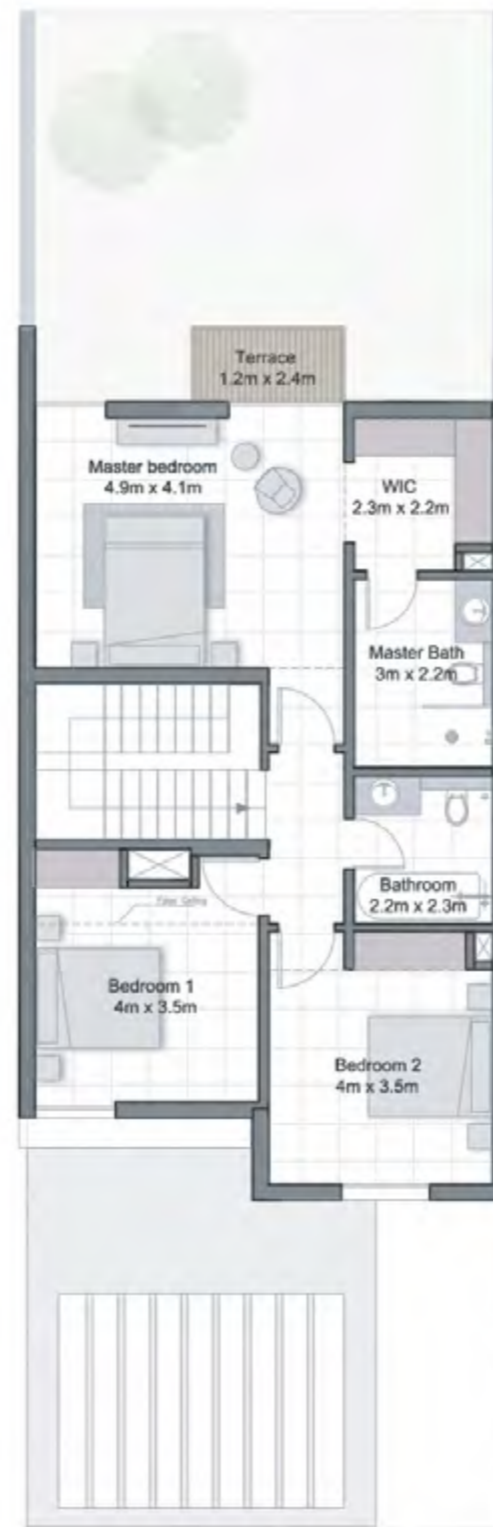 Terrace
1.2m x 2.4m
Master bedroom
4.9m x 4.1m
WIC
2.3m x 2.2m
Master Bath
3m x 2.2m
Bathroom
2.2m x 2.3m
Bedroom 1
4m x 3.5m
Bedroom 2
4m x 3.5m